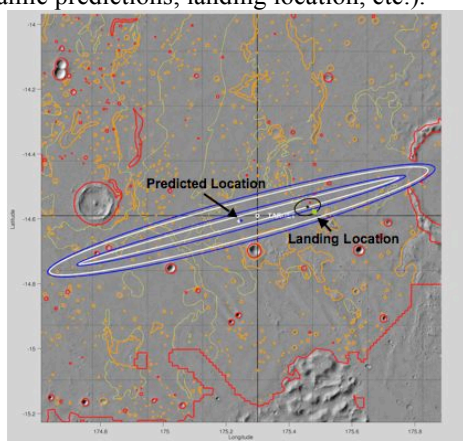 amic predictions, landing location, etc.).
-14
-14.2
-14.4
Predicted Location
TARGET
-14.6
Landing Location
-14.8
-15
-15.2
174.8
175
175.2
175.4
175.6
175.8
Latitude
Longitude